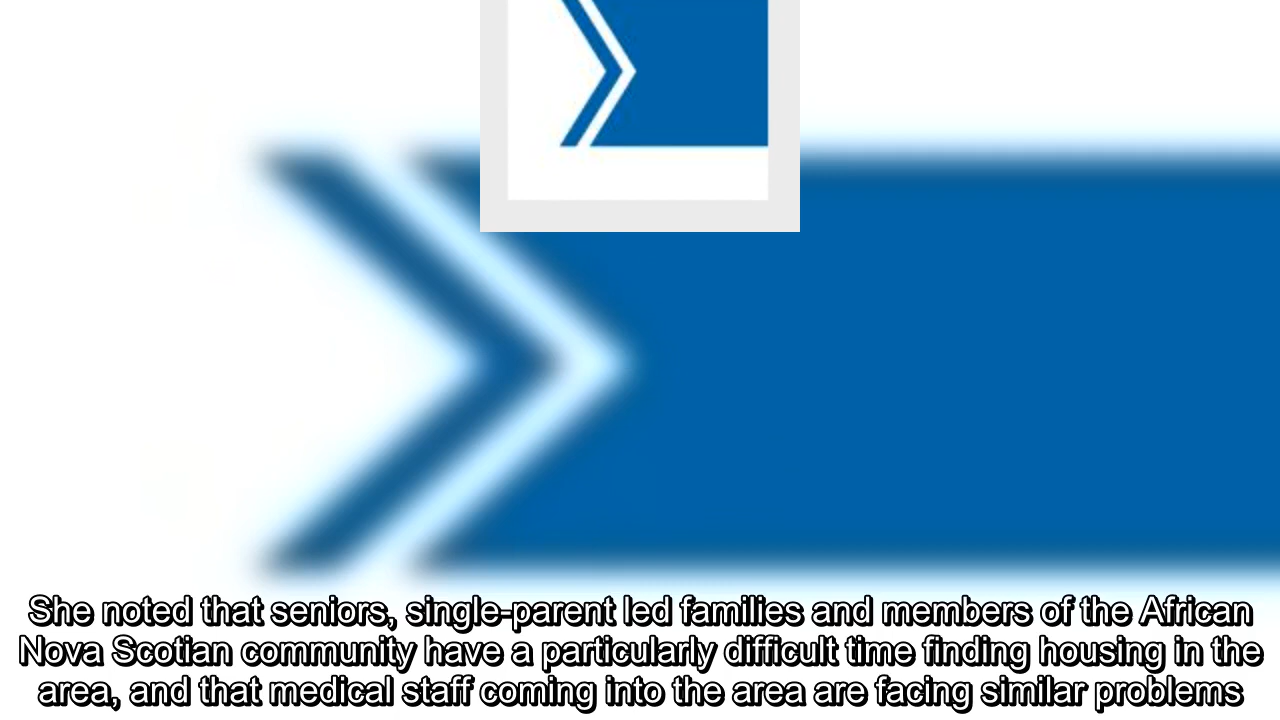 She noted that seniors, single-parent led families and members of the African
Nova Scotian community have a particularly difficult time finding housing in the
area, and that medical staff coming into the area are facing similar problems